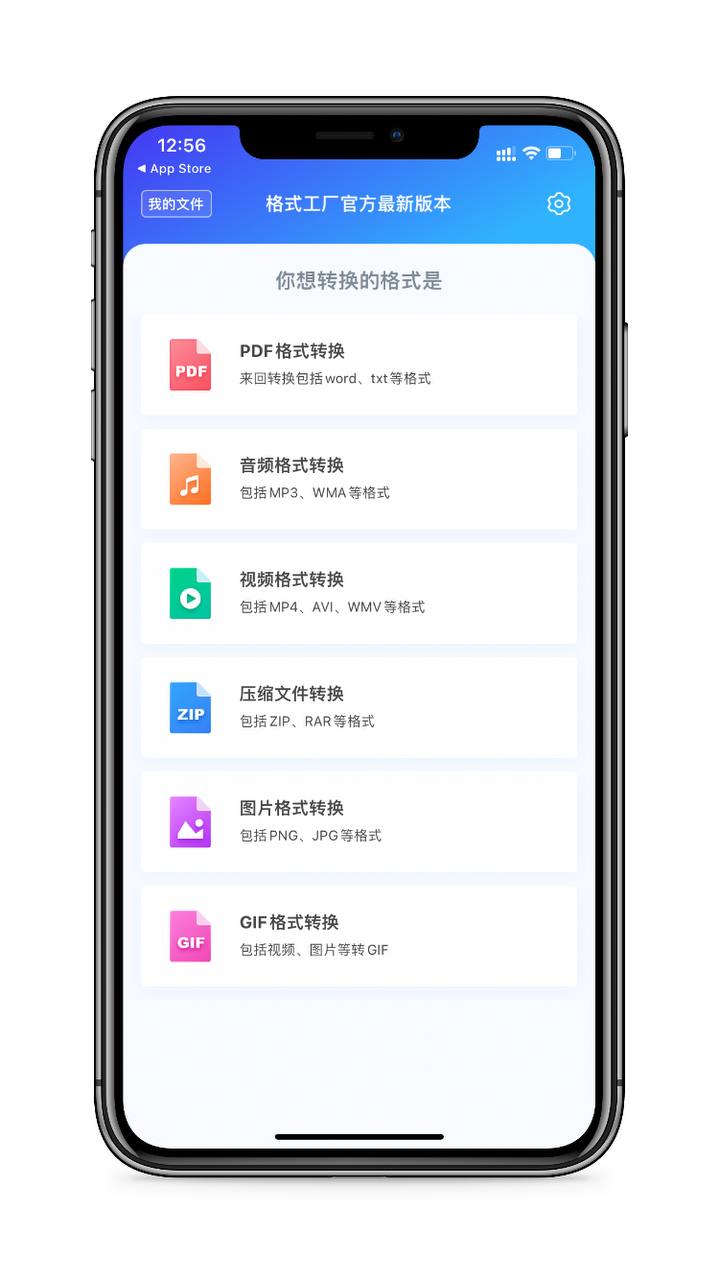 12:56
◀ App Store
我的文件
格式工厂官方最新版本
你想转换的格式是
PDF
PDF格式转换
来回转换包括word、txt等格式
音频格式转换
包括MP3、WMA等格式
视频格式转换
包括MP4、AVI、WMV等格式
ZIP
压缩文件转换
包括ZIP、RAR等格式
图片格式转换
包括PNG、JPG等格式
GIF
GIF格式转换
包括视频、图片等转GIF